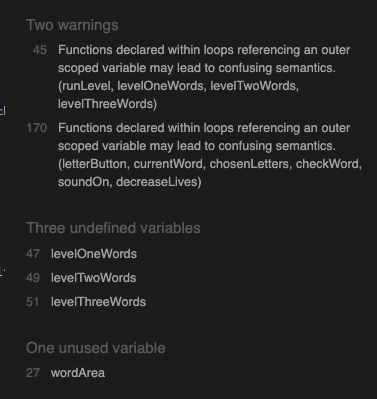 Two warnings
45 Functions declared within loops referencing an outer
scoped variable may lead to confusing semantics.
(runLevel, levelOneWords, levelTwoWords,
levelThreeWords)
170 Functions declared within loops referencing an outer
scoped variable may lead to confusing semantics.
(letterButton, currentWord, chosenLetters, checkWord,
soundOn, decreaseLives)
Three undefined variables
47 levelOneWords
49 levelTwoWords
51 levelThreeWords
One unused variable
27 wordArea